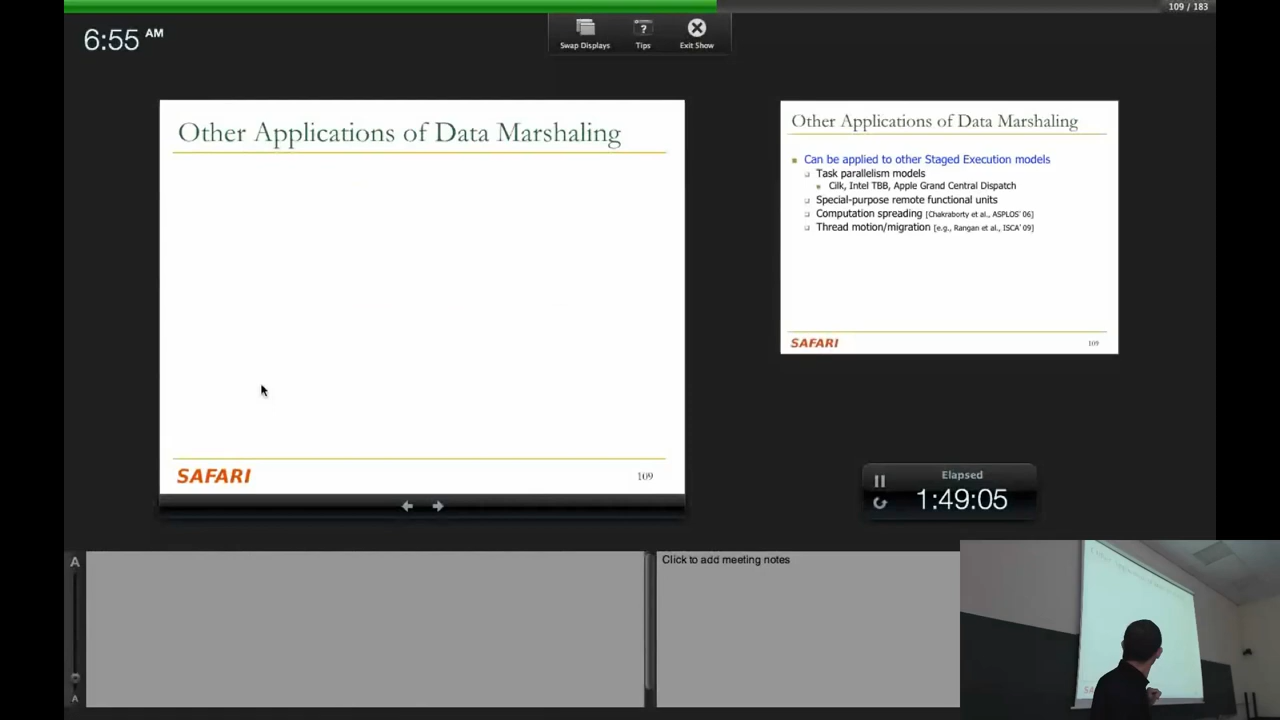 109 / 183
6:55 AM
Swap Displays
Tips
Exit Show
Other Applications of Data Marshaling
SAFARI
109
Other Applications of Data Marshaling
Can be applied to other Staged Execution models
Task parallelism models
Cilk, Intel TBB, Apple Grand Central Dispatch
Special-purpose remote functional units
Computation spreading [Chakraborty et al., ASPLOS' 06]
Thread motion/migration [e.g., Rangan et al., ISCA' 09]
SAFARI
109
Elapsed
1:49:05
A
A
Click to add meeting notes